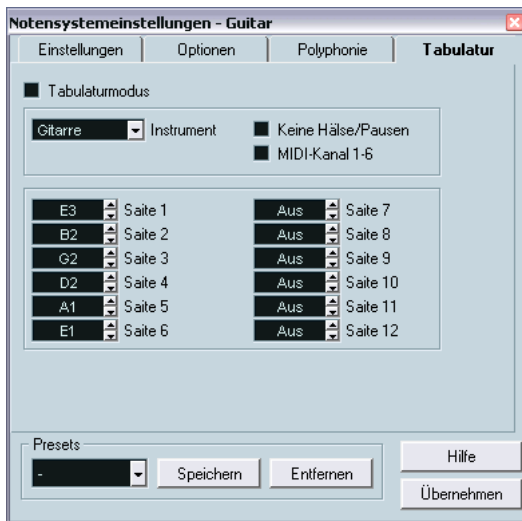 Notensystemeinstellungen - Guitar
Einstellungen Optionen Polyphonie Tabulatur
Tabulaturmodus
Gitarre Instrument Keine Hälse/Pausen
MIDI-Kanal 1-6
E3 Saite 1 Aus Saite 7
B2 Saite 2 Aus Saite 8
G2 Saite 3 Aus Saite 9
D2 Saite 4 Aus Saite 10
A1 Saite 5 Aus Saite 11
E1 Saite 6 Aus Saite 12
Presets
- Speichern Entfernen
Hilfe
Übernehmen